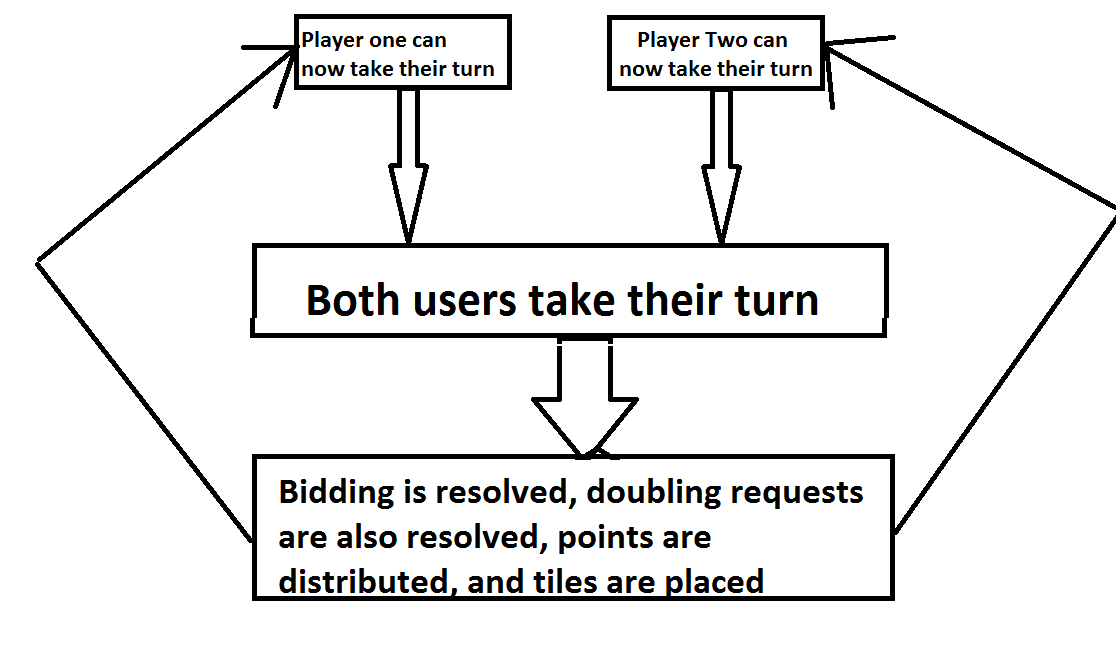 Player one can
now take their turn
Player Two can
now take their turn
Both users take their turn
Bidding is resolved, doubling requests
are also resolved, points are
distributed, and tiles are placed